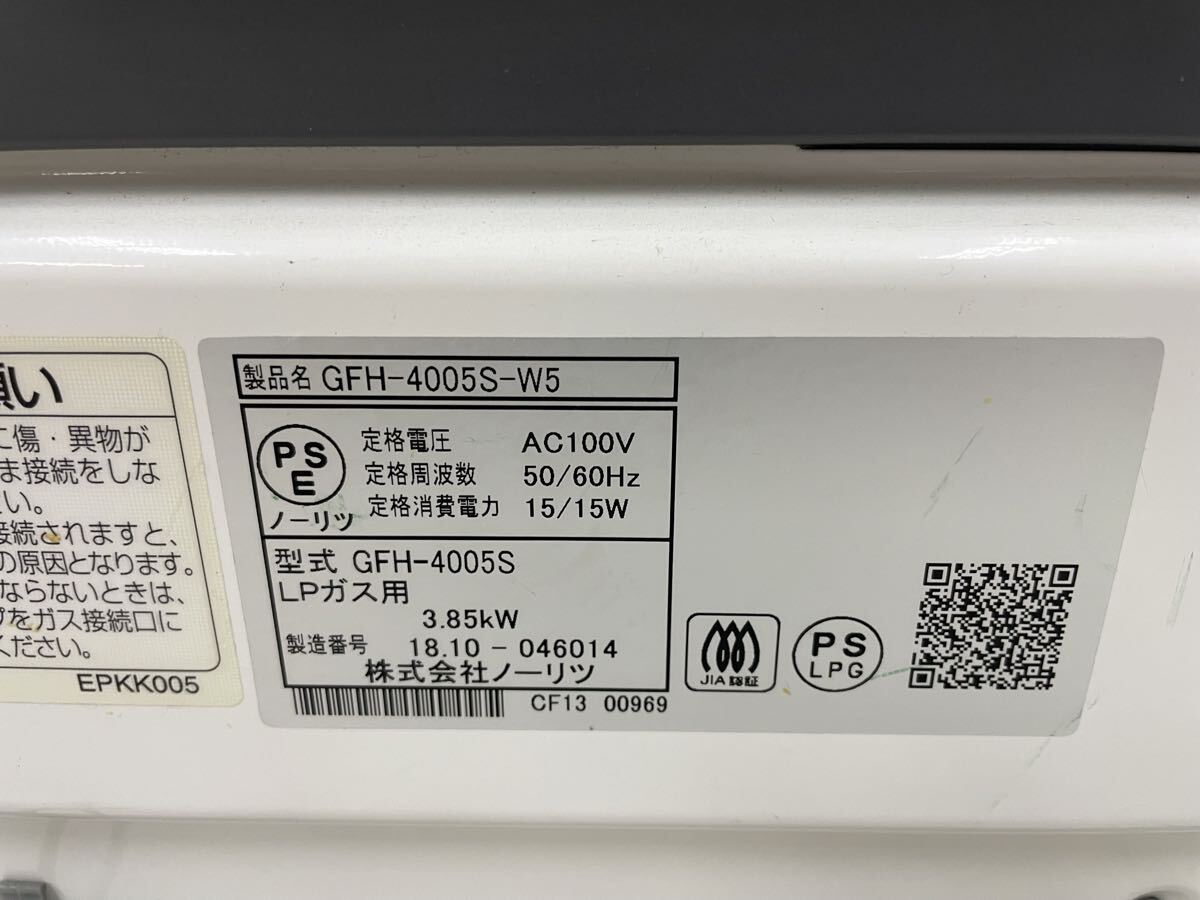 願い
に傷・異物が
ま接続をしな
い。
接続されますと、
の原因となります。
ならないときは、
プをガス接続口に
ください。
EPKK005
製品名 GFH-4005S-W5
PS
E
ノーリツ
定格電圧 AC100V
定格周波数 50/60Hz
定格消費電力 15/15W
型式 GFH-4005S
LPガス用
3.85kW
製造番号 18.10 - 046014
株式会社ノーリツ
CF13 00969
JIA 認証
PS
LPG